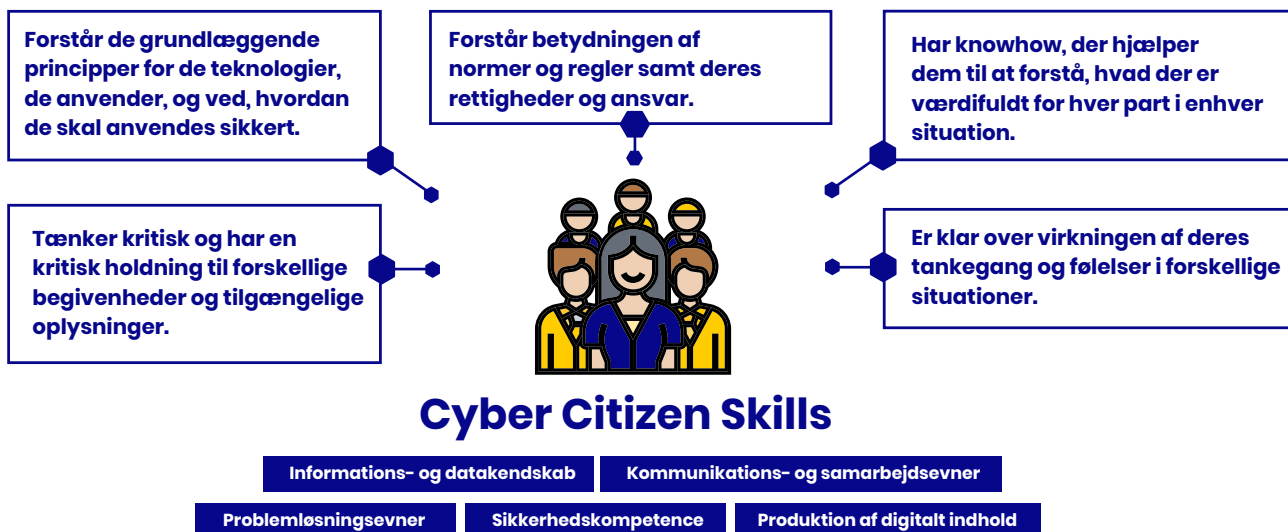 Forstår de grundlæggende
principper for de teknologier,
de anvender, og ved, hvordan
de skal anvendes sikkert.
Forstår betydningen af
normer og regler samt deres
rettigheder og ansvar.
Har knowhow, der hjælper
dem til at forstå, hvad der er
værdifuldt for hver part i enhver
situation.
Tænker kritisk og har en
kritisk holdning til forskellige
begivenheder og tilgængelige
oplysninger.
Er klar over virkningen af deres
tankegang og følelser i forskellige
situationer.
Cyber Citizen Skills
Informations- og datakendskab
Kommunikations- og samarbejdsevner
Problemløsningsevner
Sikkerhedskompetence
Produktion af digitalt indhold